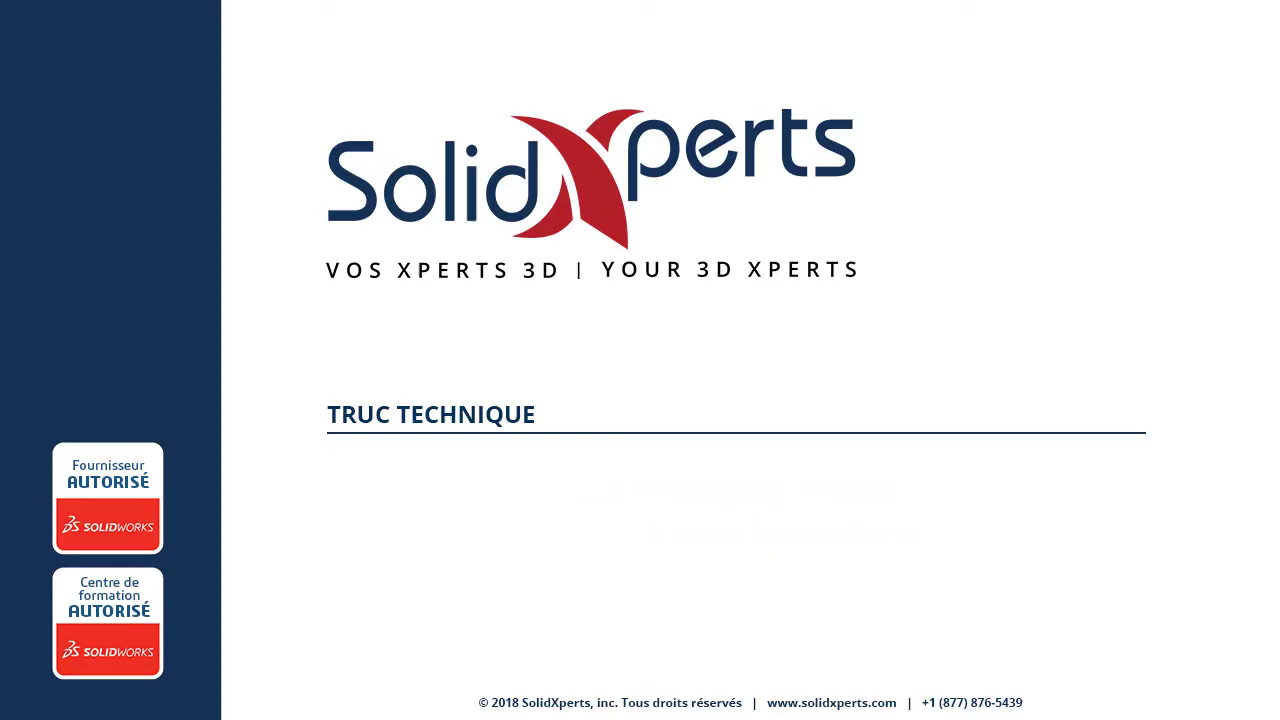 SolidXperts
VOS XPERTS 3D | YOUR 3D XPERTS
TRUC TECHNIQUE
Fournisseur
AUTORISÉ
SOLIDWORKS
Centre de
formation
AUTORISÉ
SOLIDWORKS
© 2018 SolidXperts, inc. Tous droits réservés | www.solidxperts.com | +1 (877) 876-5439